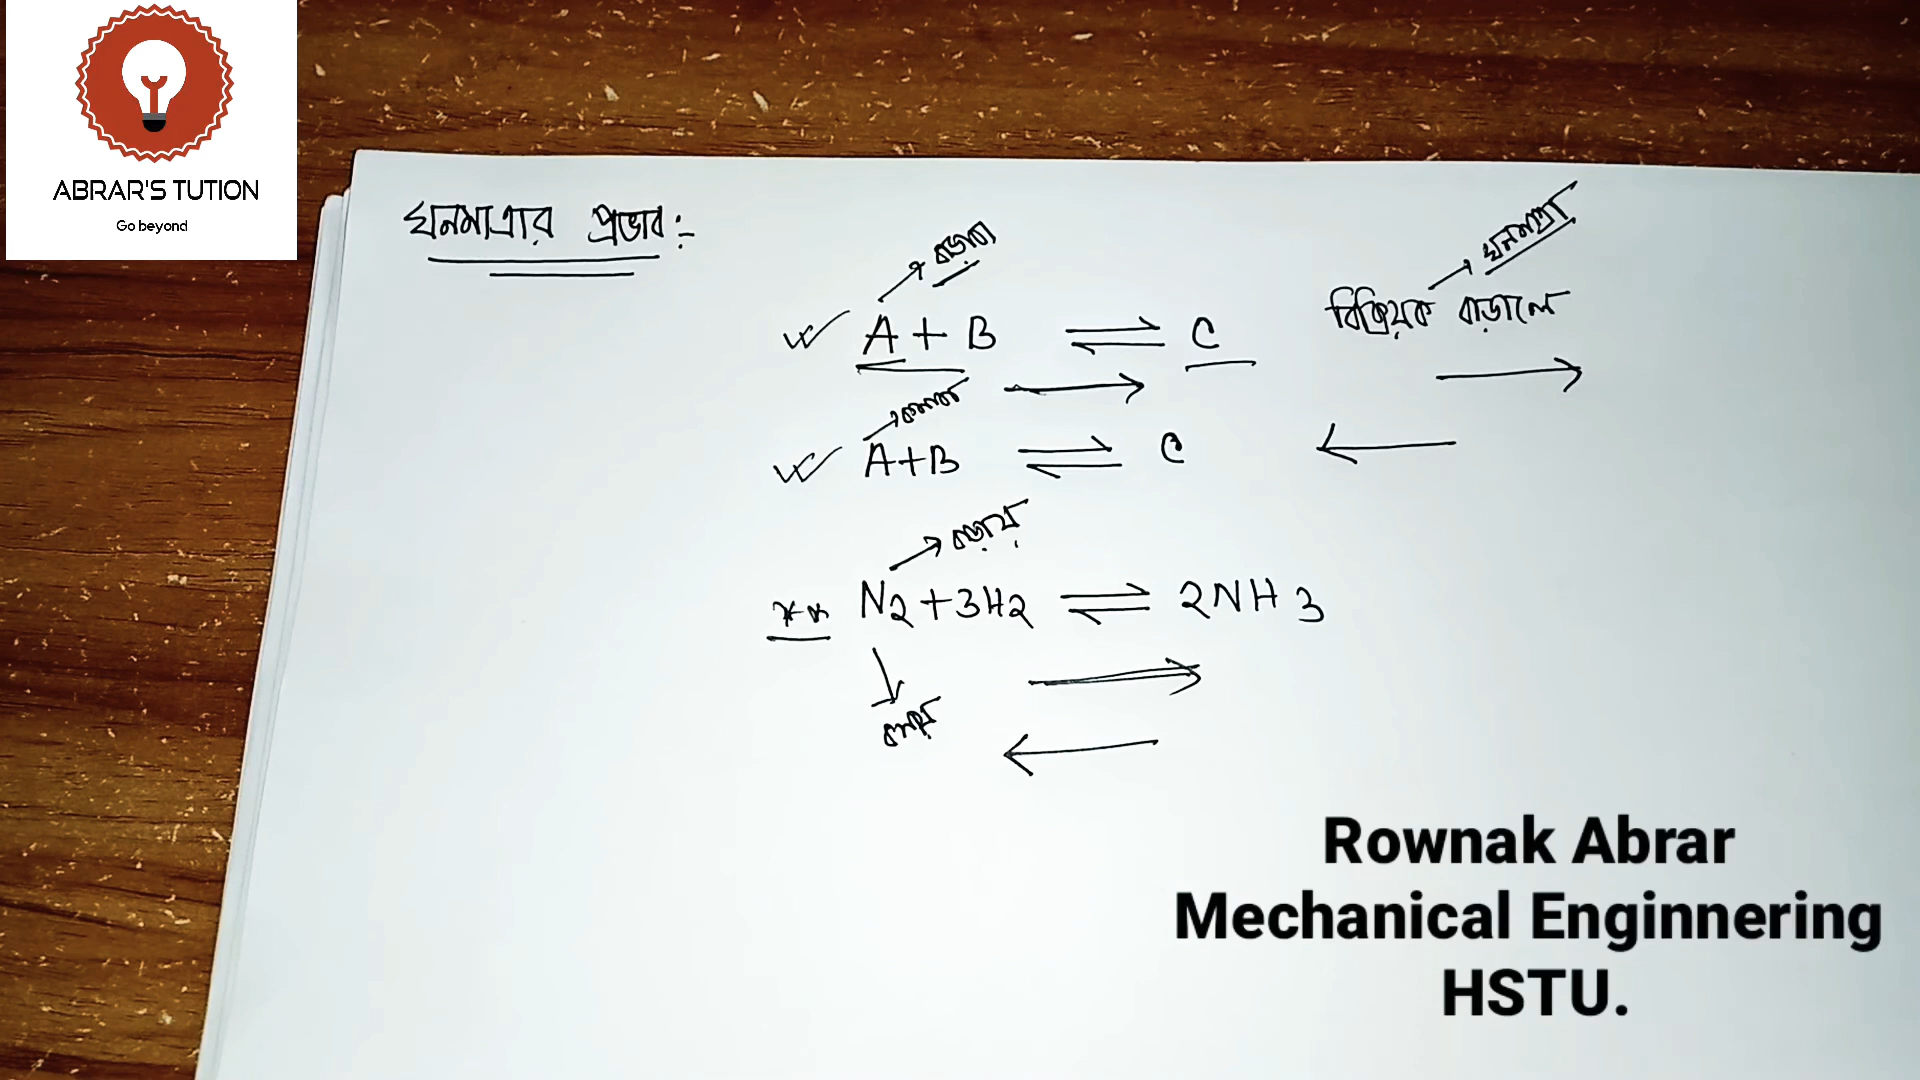 ABRAR'S TUTION
Go beyond
ঘনমাত্রার প্রভাব:-
বাড়াব
ঘনমাত্রা
A + B ⇌ C
বিক্রিয়ক বাড়ালে
→
→
A+B ⇌ C
←
বাড়ায়
** N2+3H2 ⇌ 2NH3
→
←
Rownak Abrar
Mechanical Enginnering
HSTU.